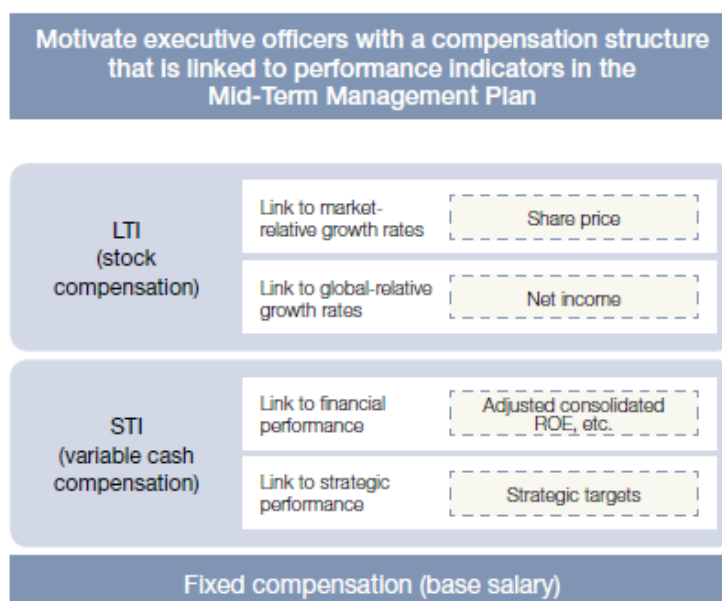 Motivate executive officers with a compensation structure
that is linked to performance indicators in the
Mid-Term Management Plan
LTI
(stock
compensation)
Link to market-
relative growth rates
Share price
Link to global-relative
growth rates
Net income
STI
(variable cash
compensation)
Link to financial
performance
Adjusted consolidated
ROE, etc.
Link to strategic
performance
Strategic targets
Fixed compensation (base salary)